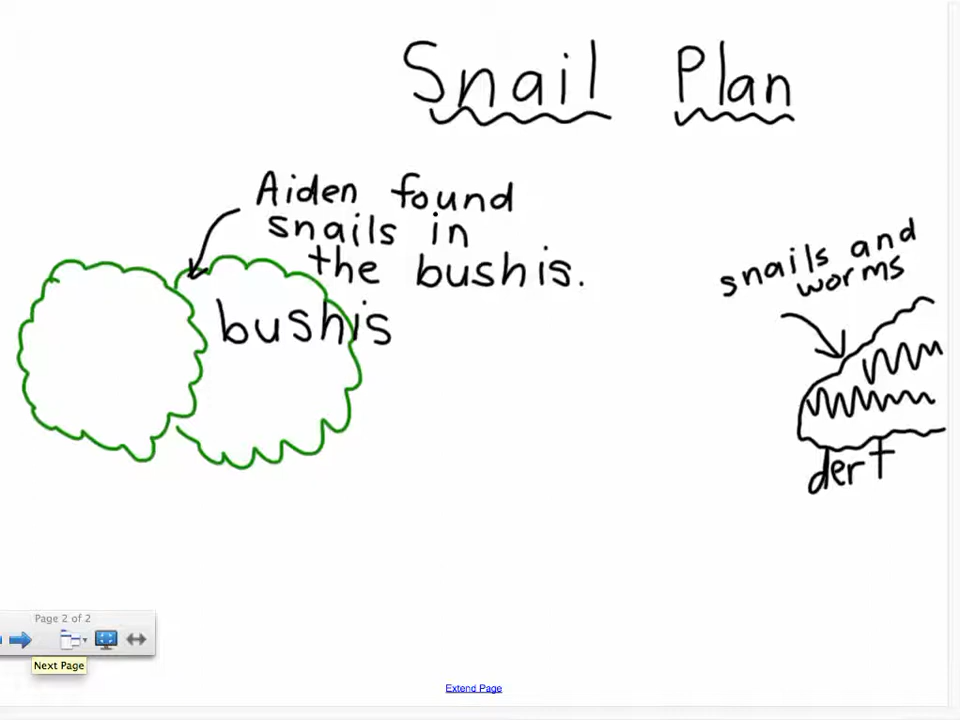 Snail Plan
Aiden found
snails in
the bushis.
bushis
snails and
worms
dert
Page 2 of 2
Next Page
Extend Page